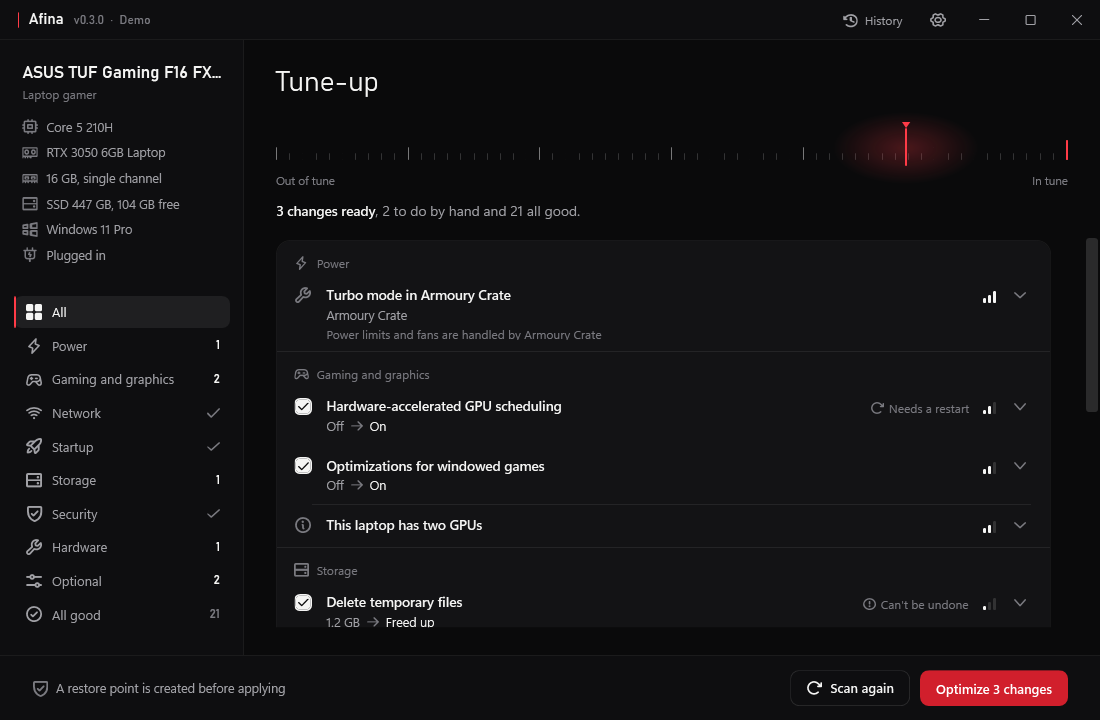 Afina v0.3.0 · Demo
History
ASUS TUF Gaming F16 FX...
Laptop gamer
Core 5 210H
RTX 3050 6GB Laptop
16 GB, single channel
SSD 447 GB, 104 GB free
Windows 11 Pro
Plugged in
All
Power 1
Gaming and graphics 2
Network
Startup
Storage 1
Security
Hardware 1
Optional 2
All good 21
Tune-up
Out of tune
In tune
3 changes ready, 2 to do by hand and 21 all good.
Power
Turbo mode in Armoury Crate
Armoury Crate
Power limits and fans are handled by Armoury Crate
Gaming and graphics
Hardware-accelerated GPU scheduling
Needs a restart
Off → On
Optimizations for windowed games
Off → On
This laptop has two GPUs
Storage
Delete temporary files
Can't be undone
1.2 GB → Freed up
A restore point is created before applying
Scan again
Optimize 3 changes